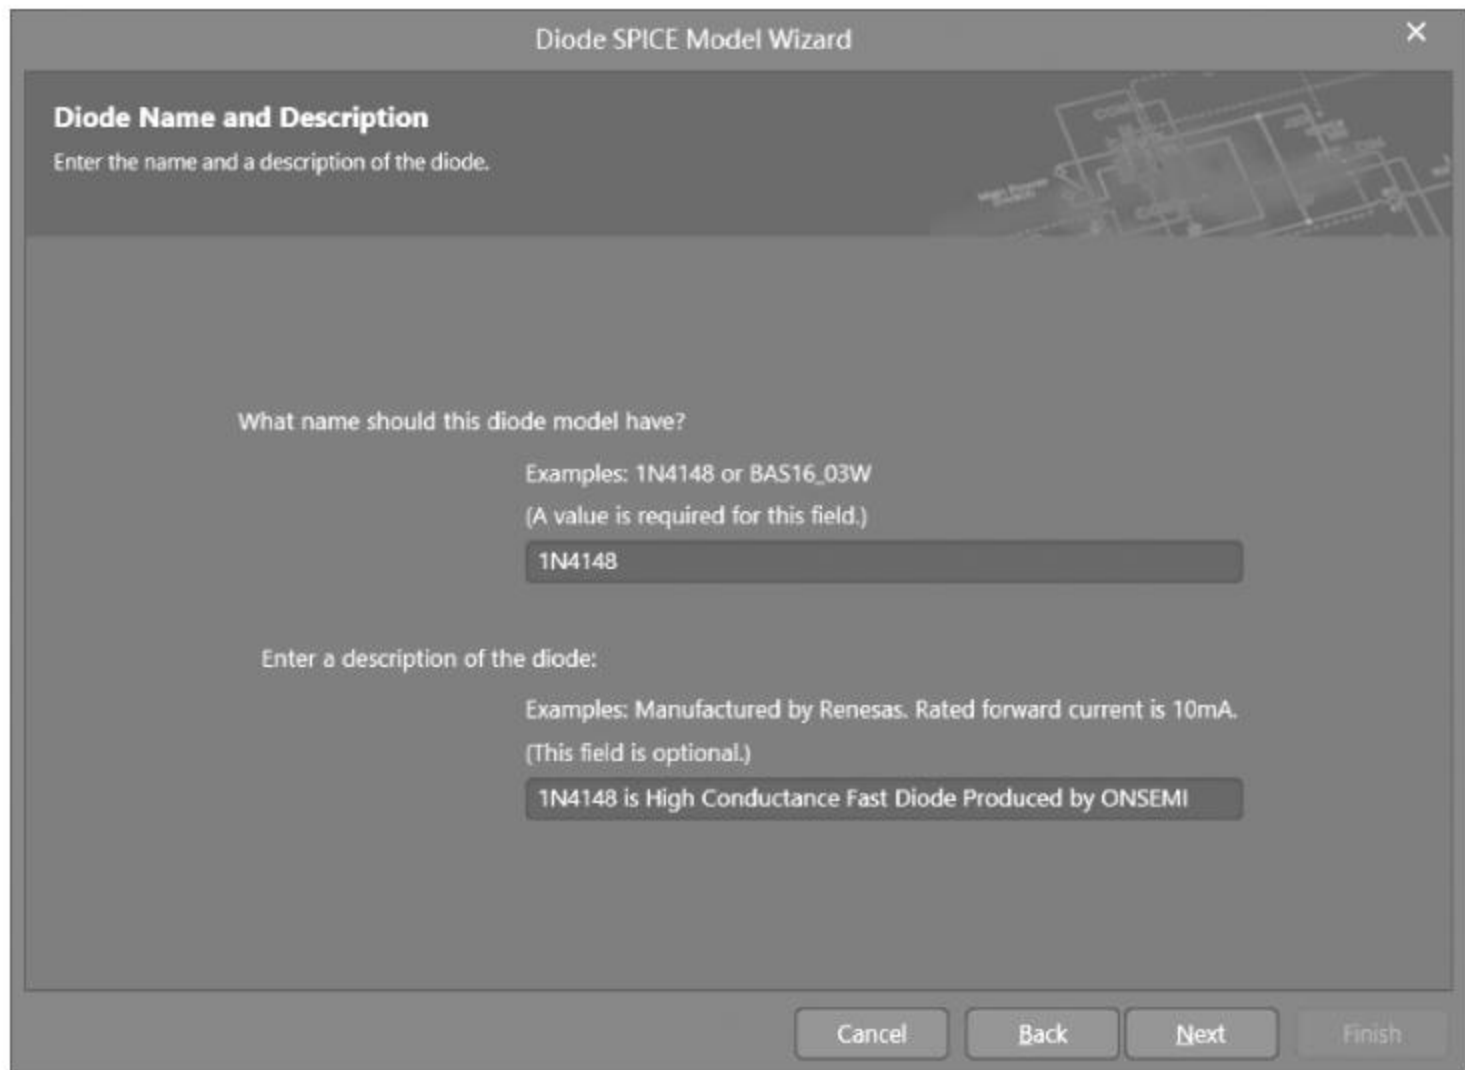 Diode SPICE Model Wizard
Diode Name and Description
Enter the name and a description of the diode.
What name should this diode model have?
Examples: 1N4148 or BAS16_03W
(A value is required for this field.)
1N4148
Enter a description of the diode:
Examples: Manufactured by Renesas. Rated forward current is 10mA.
(This field is optional.)
1N4148 is High Conductance Fast Diode Produced by ONSEMI
Cancel
Back
Next
Finish